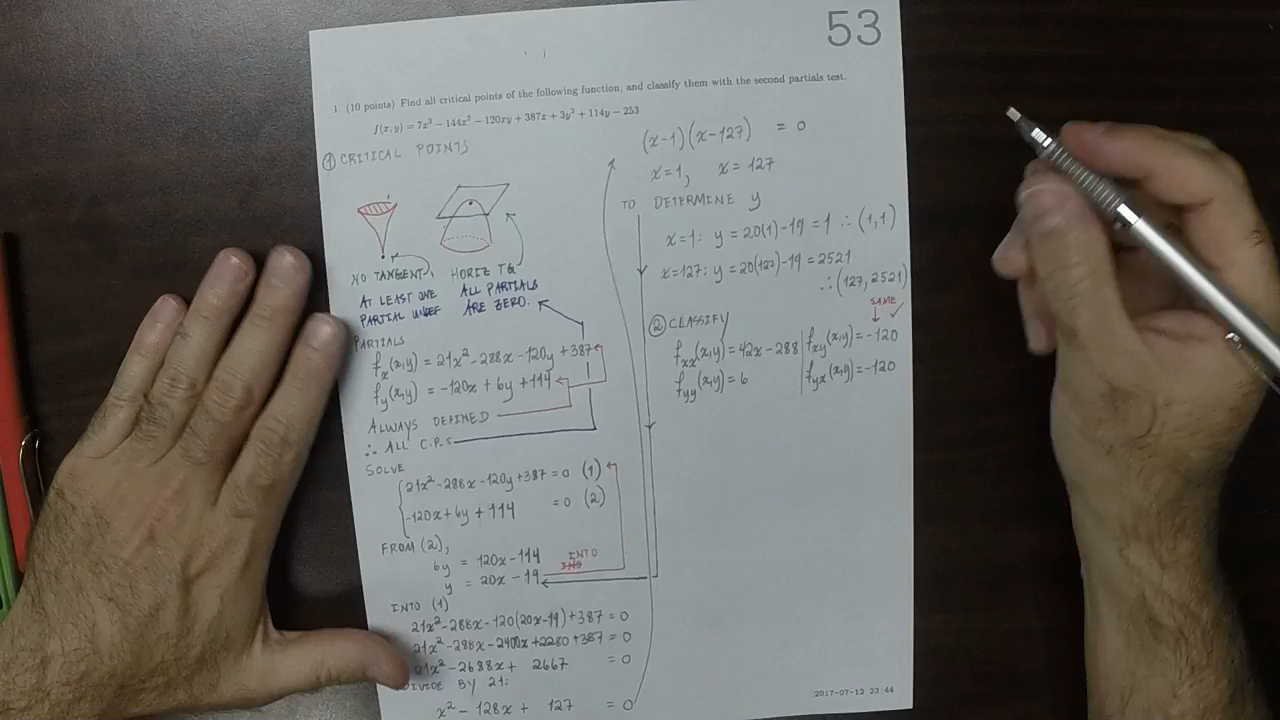 53
1. (10 points) Find all critical points of the following function, and classify them with the second partials test.
f(x, y) = 7x³ − 144x² − 120xy + 387x + 3y² + 114y − 253
① CRITICAL POINTS
NO TANGENT,
AT LEAST ONE
PARTIAL UNDEF
HORIZ TG
ALL PARTIALS
ARE ZERO.
PARTIALS
fx(x,y) = 21x²-288x-120y+387
fy(x,y) = -120x + 6y +114
ALWAYS DEFINED
∴ ALL C.P.S
SOLVE
21x²-288x-120y+387 = 0 (1)
-120x+6y+114 = 0 (2)
FROM (2),
6y = 120x-114
y = 20x-19
INTO
INTO (1)
21x²-288x-120(20x-19)+387 = 0
21x²-288x-2400x+2280+387 = 0
21x²-2688x+ 2667 = 0
DIVIDE BY 21:
x²- 128x + 127 = 0
(x-1)(x-127) = 0
x=1, x=127
TO DETERMINE y
x=1: y = 20(1)-19 = 1 ∴ (1,1)
x=127: y=20(127)-19 = 2521
∴ (127, 2521)
② CLASSIFY
SAME ✓
fxx(x,y) = 42x-288 fxy(x,y) = -120
fyy(x,y) = 6 fyx(x,y) = -120
2017-07-12 23:44